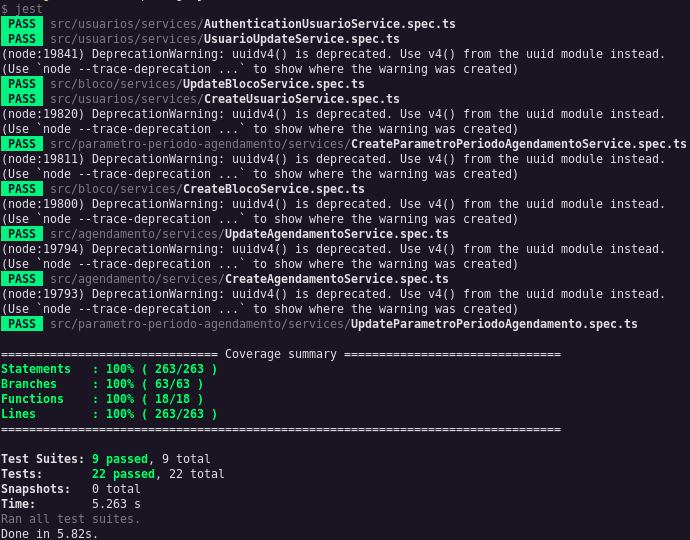 $ jest
PASS src/usuarios/services/AuthenticationUsuarioService.spec.ts
PASS src/usuarios/services/UsuarioUpdateService.spec.ts
(node:19841) DeprecationWarning: uuidv4() is deprecated. Use v4() from the uuid module instead.
(Use `node --trace-deprecation ...` to show where the warning was created)
PASS src/bloco/services/UpdateBlocoService.spec.ts
PASS src/usuarios/services/CreateUsuarioService.spec.ts
(node:19820) DeprecationWarning: uuidv4() is deprecated. Use v4() from the uuid module instead.
(Use `node --trace-deprecation ...` to show where the warning was created)
PASS src/parametro-periodo-agendamento/services/CreateParametroPeriodoAgendamentoService.spec.ts
(node:19811) DeprecationWarning: uuidv4() is deprecated. Use v4() from the uuid module instead.
(Use `node --trace-deprecation ...` to show where the warning was created)
PASS src/bloco/services/CreateBlocoService.spec.ts
(node:19800) DeprecationWarning: uuidv4() is deprecated. Use v4() from the uuid module instead.
(Use `node --trace-deprecation ...` to show where the warning was created)
PASS src/agendamento/services/UpdateAgendamentoService.spec.ts
(node:19794) DeprecationWarning: uuidv4() is deprecated. Use v4() from the uuid module instead.
(Use `node --trace-deprecation ...` to show where the warning was created)
PASS src/agendamento/services/CreateAgendamentoService.spec.ts
(node:19793) DeprecationWarning: uuidv4() is deprecated. Use v4() from the uuid module instead.
(Use `node --trace-deprecation ...` to show where the warning was created)
PASS src/parametro-periodo-agendamento/services/UpdateParametroPeriodoAgendamento.spec.ts
=============================== Coverage summary ===============================
Statements   : 100% ( 263/263 )
Branches     : 100% ( 63/63 )
Functions    : 100% ( 18/18 )
Lines        : 100% ( 263/263 )
================================================================================
Test Suites: 9 passed, 9 total
Tests:       22 passed, 22 total
Snapshots:   0 total
Time:        5.263 s
Ran all test suites.
Done in 5.82s.